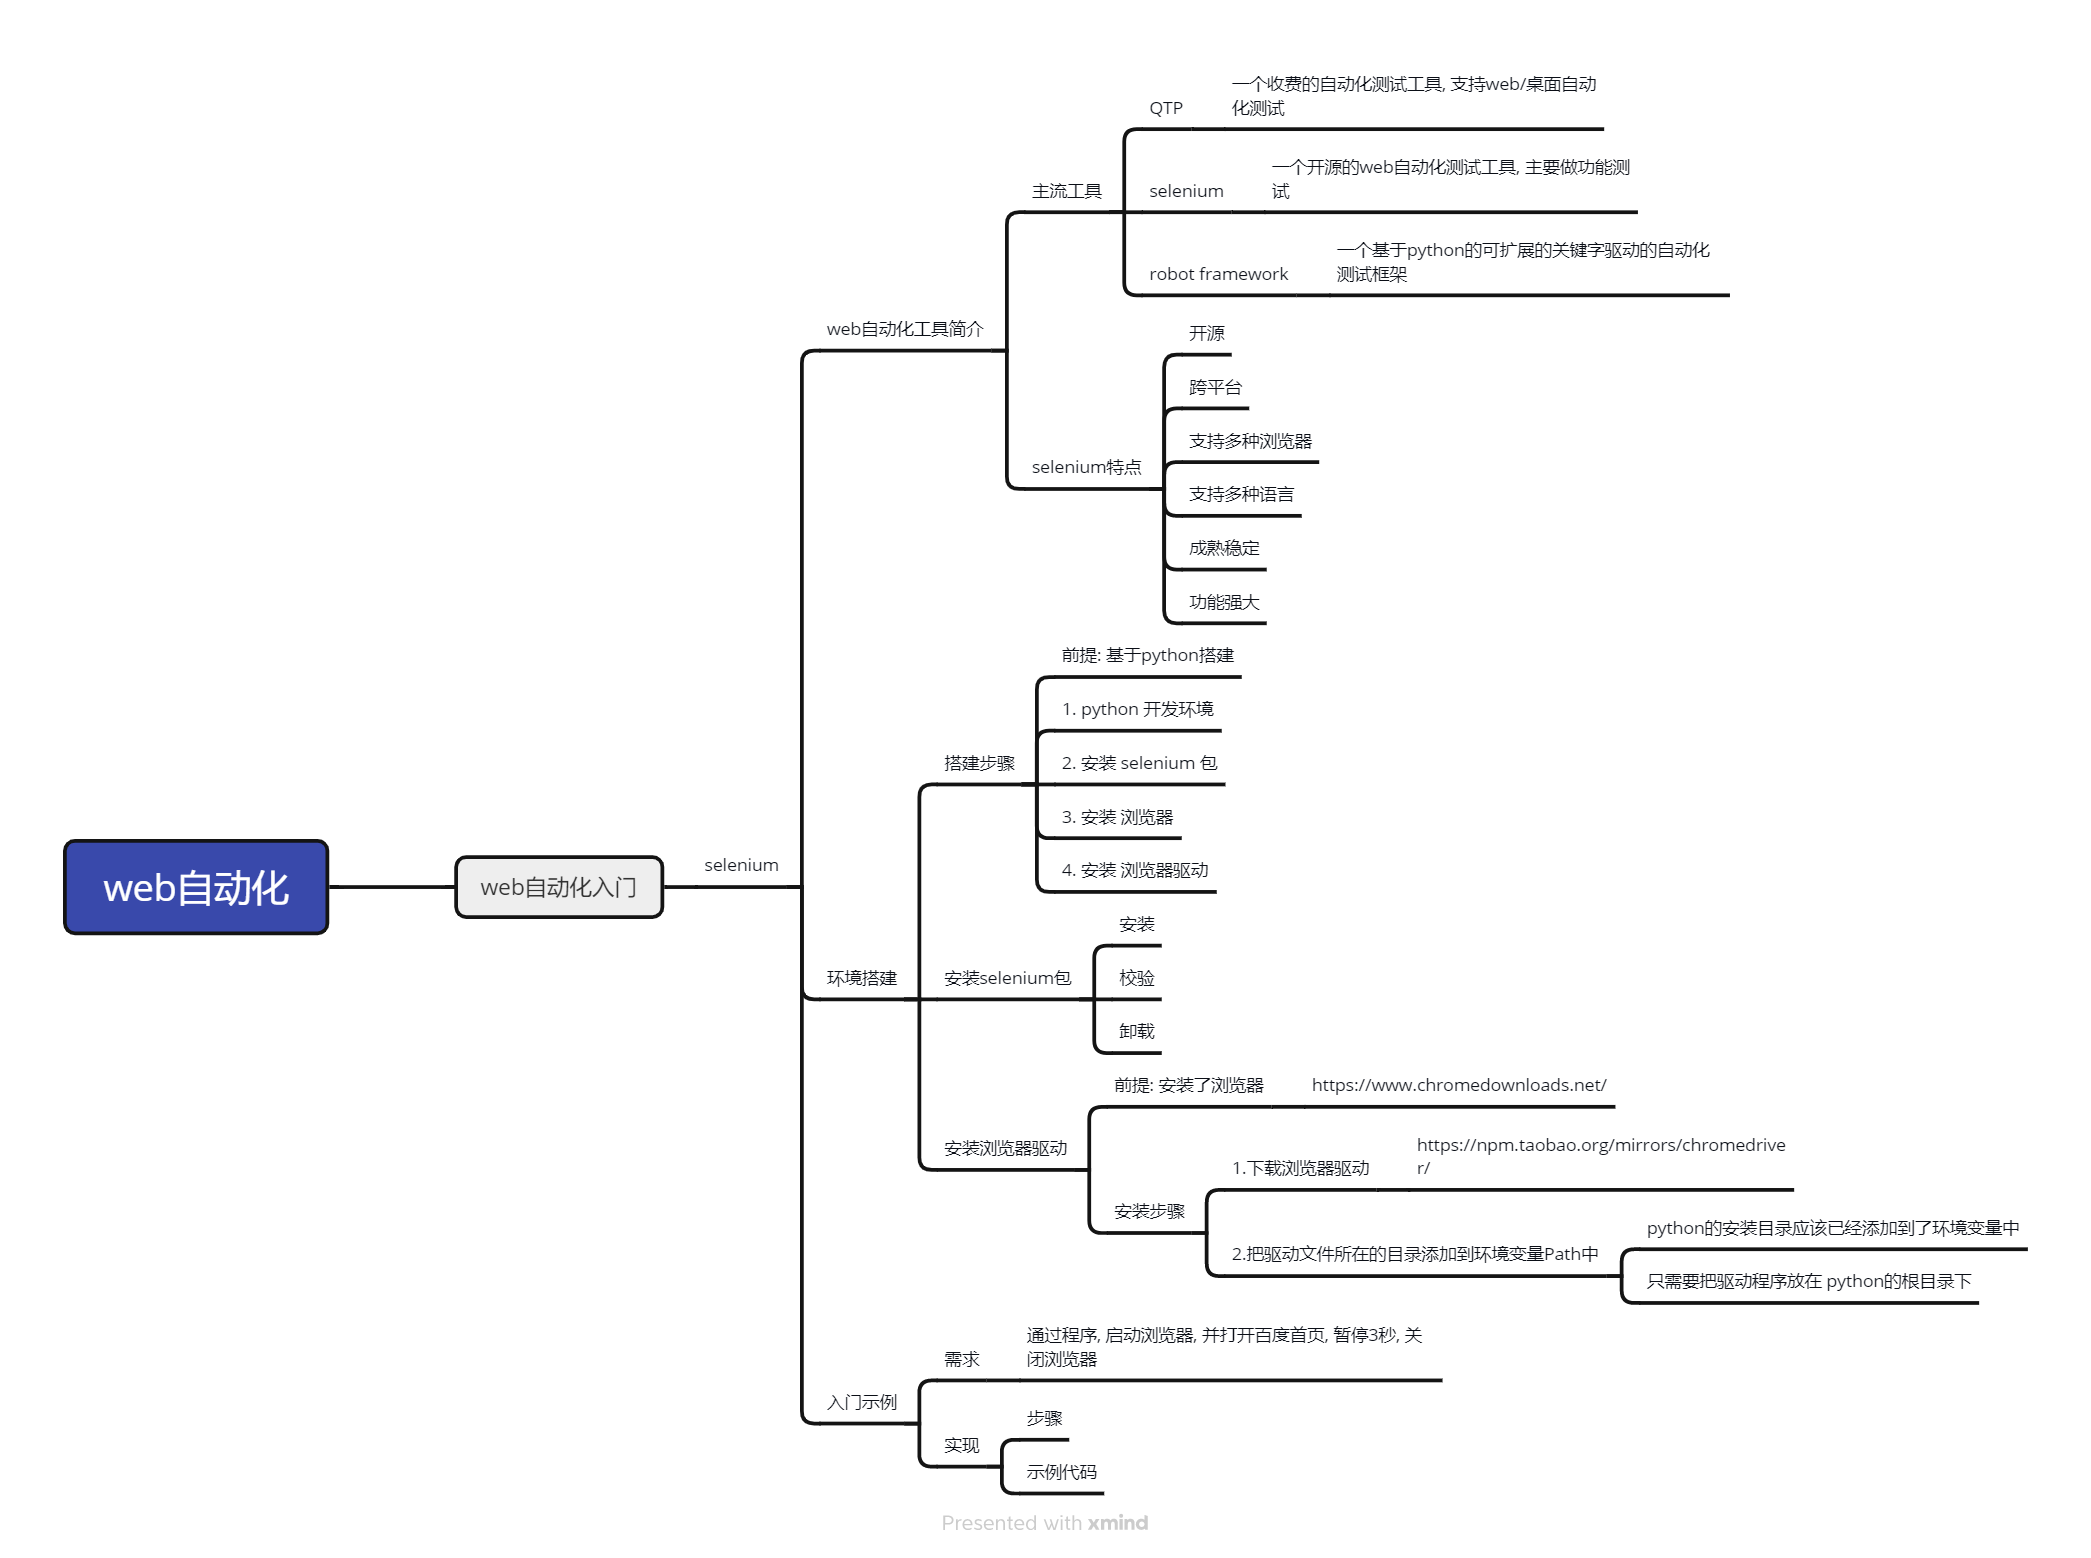 web自动化
web自动化入门
selenium
web自动化工具简介
主流工具
QTP
一个收费的自动化测试工具, 支持web/桌面自动
化测试
selenium
一个开源的web自动化测试工具, 主要做功能测
试
robot framework
一个基于python的可扩展的关键字驱动的自动化
测试框架
selenium特点
开源
跨平台
支持多种浏览器
支持多种语言
成熟稳定
功能强大
环境搭建
搭建步骤
前提: 基于python搭建
1. python 开发环境
2. 安装 selenium 包
3. 安装 浏览器
4. 安装 浏览器驱动
安装selenium包
安装
校验
卸载
安装浏览器驱动
前提: 安装了浏览器
https://www.chromedownloads.net/
安装步骤
1.下载浏览器驱动
https://npm.taobao.org/mirrors/chromedrive
r/
2.把驱动文件所在的目录添加到环境变量Path中
python的安装目录应该已经添加到了环境变量中
只需要把驱动程序放在 python的根目录下
入门示例
需求
通过程序, 启动浏览器, 并打开百度首页, 暂停3秒, 关
闭浏览器
实现
步骤
示例代码
Presented with xmind